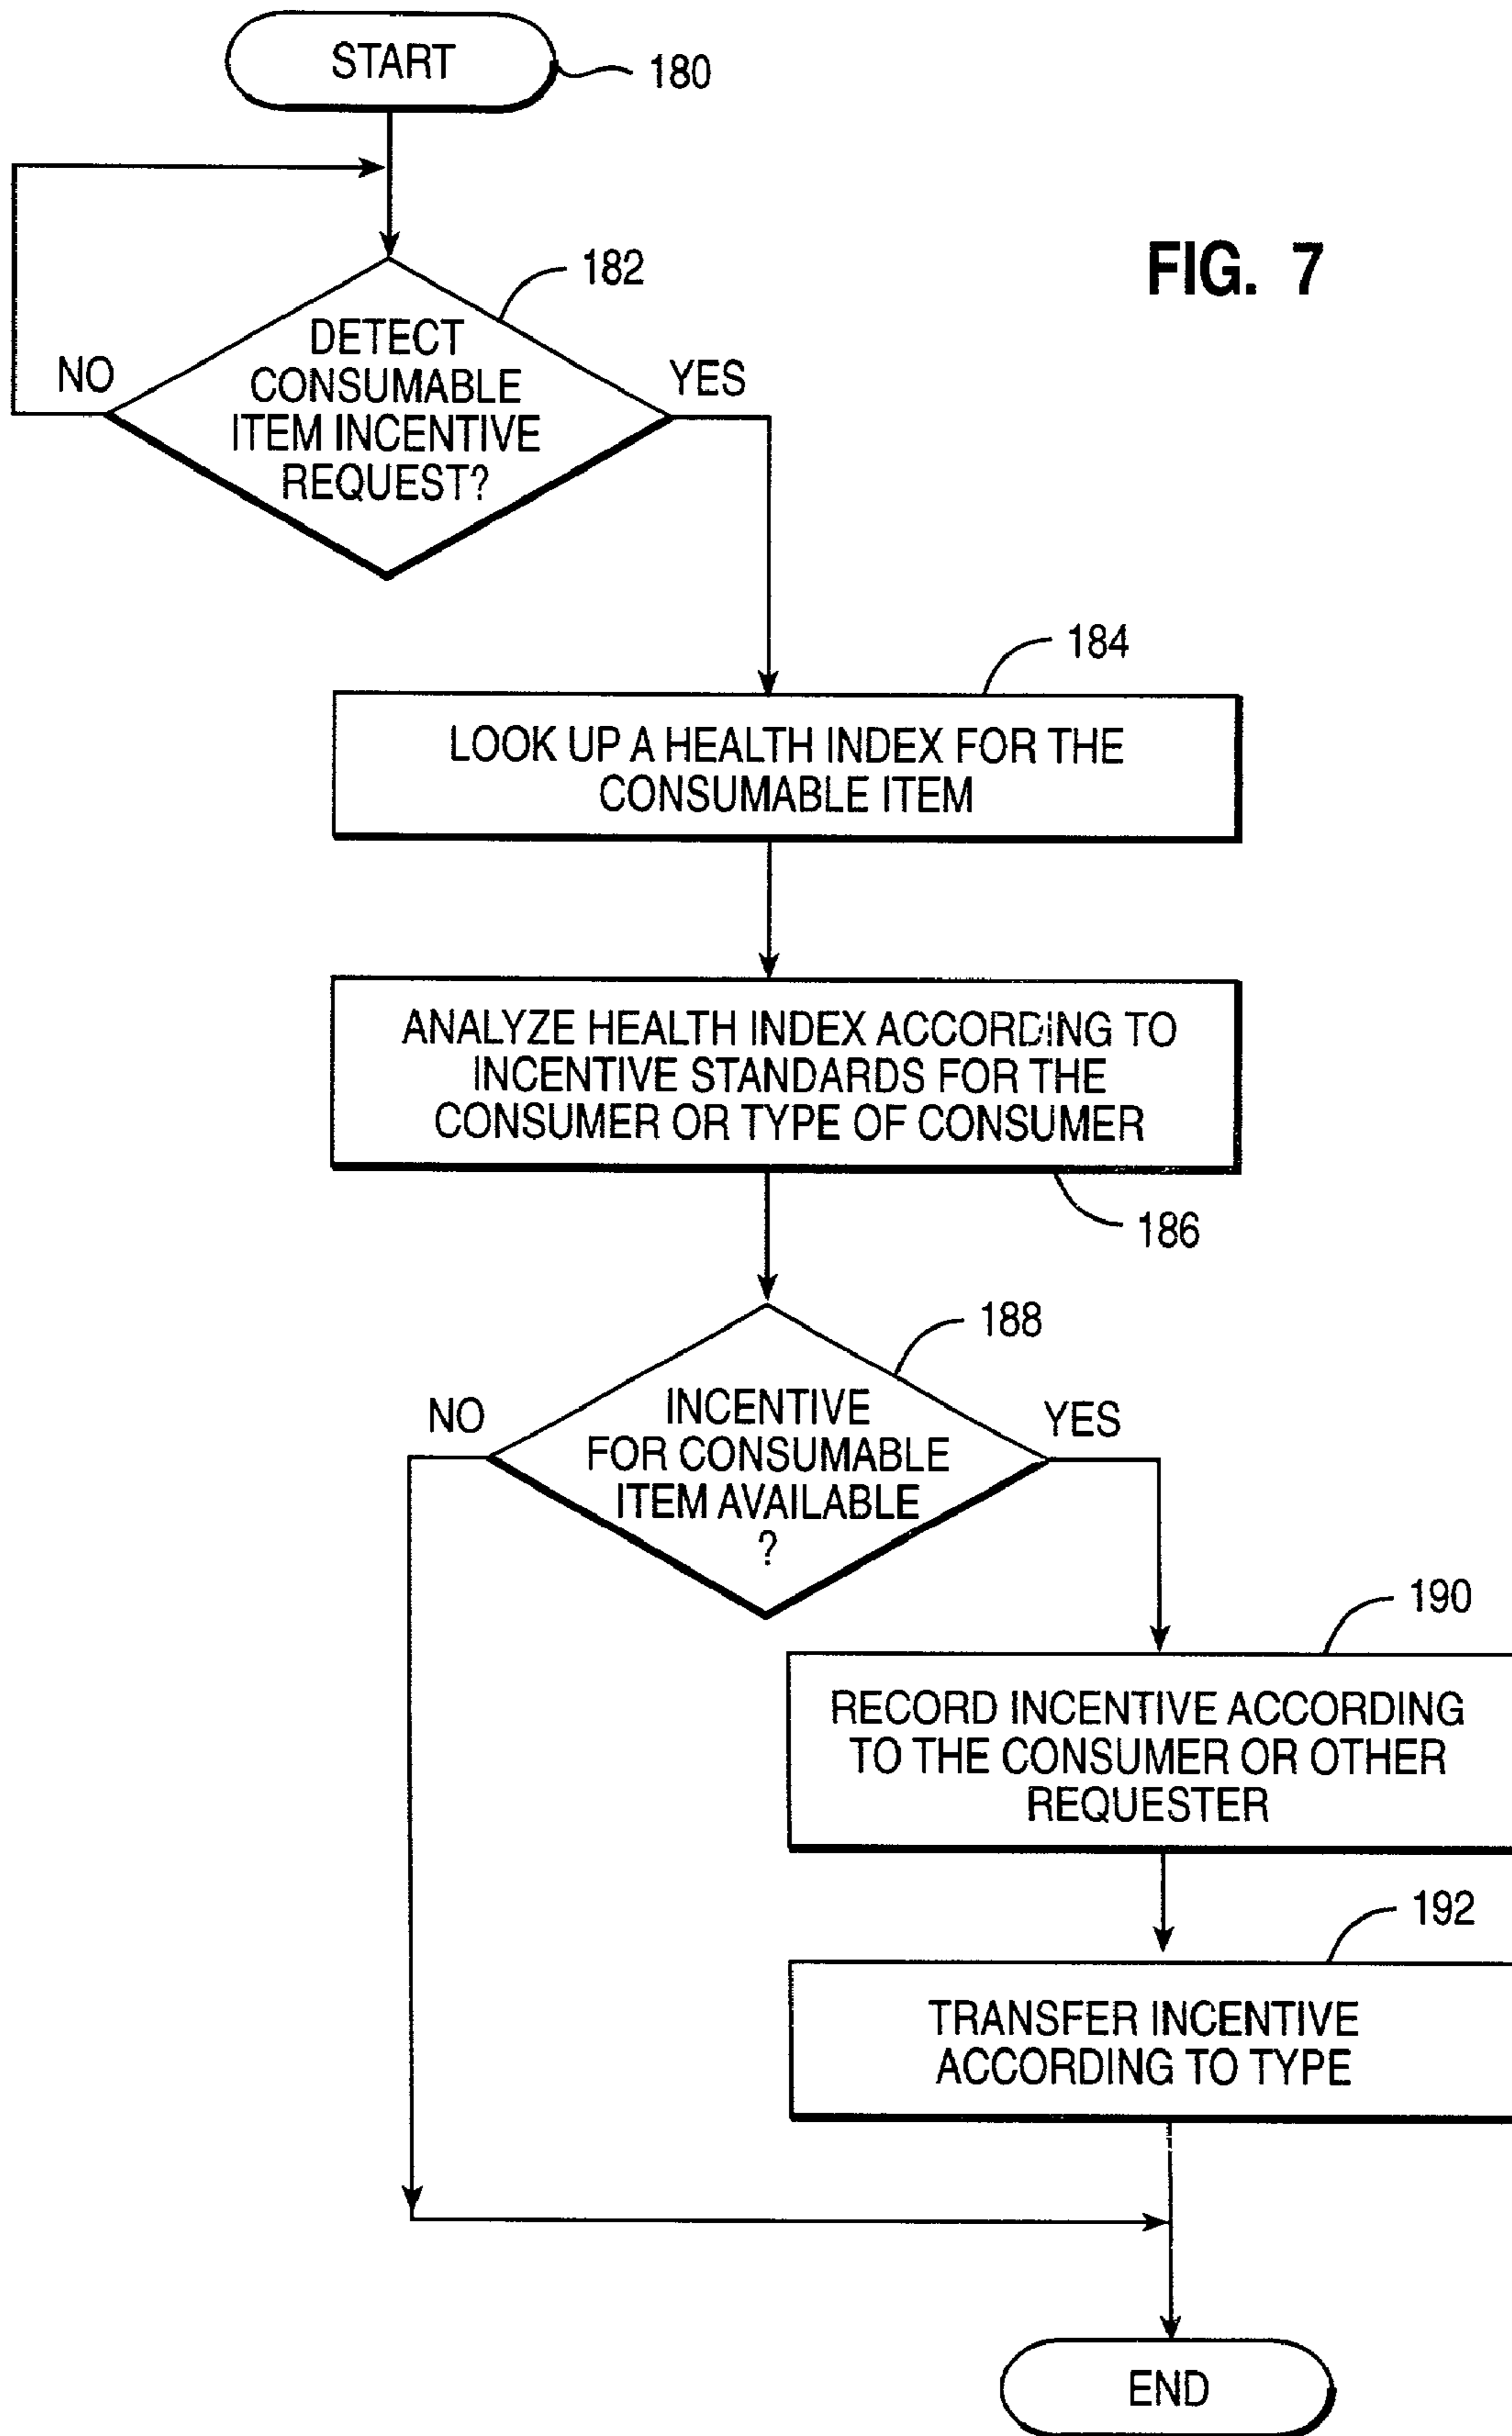 START
180
FIG. 7
182
DETECT
CONSUMABLE
ITEM INCENTIVE
REQUEST?
NO
YES
184
LOOK UP A HEALTH INDEX FOR THE
CONSUMABLE ITEM
ANALYZE HEALTH INDEX ACCORDING TO
INCENTIVE STANDARDS FOR THE
CONSUMER OR TYPE OF CONSUMER
186
188
INCENTIVE
FOR CONSUMABLE
ITEM AVAILABLE
?
NO
YES
190
RECORD INCENTIVE ACCORDING
TO THE CONSUMER OR OTHER
REQUESTER
192
TRANSFER INCENTIVE
ACCORDING TO TYPE
END